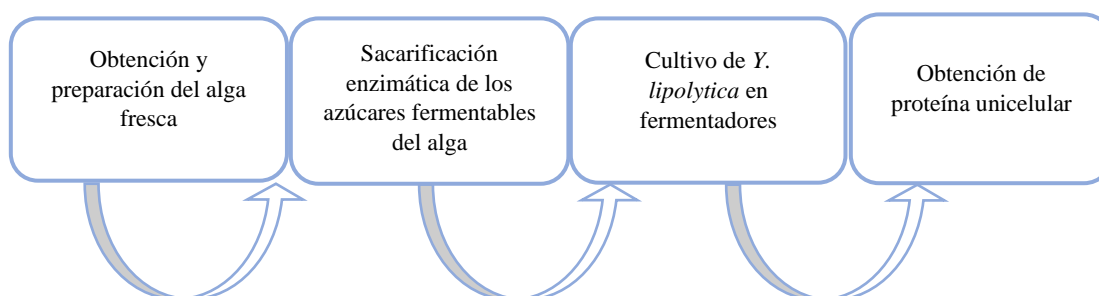 Obtención y
preparación del alga
fresca
Sacarificación
enzimática de los
azúcares fermentables
del alga
Cultivo de Y.
lipolytica en
fermentadores
Obtención de
proteína unicelular